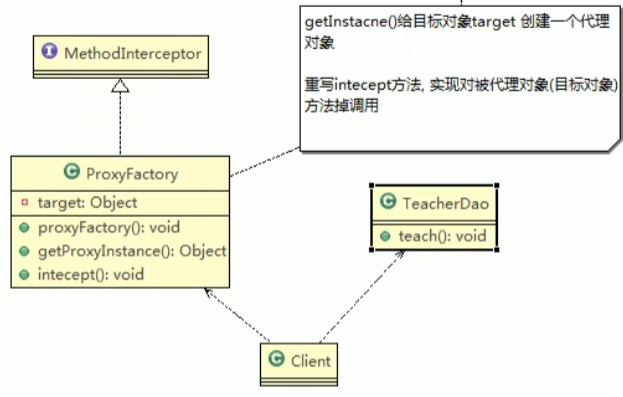 getInstacne()给目标对象target 创建一个代理
对象
重写intecept方法, 实现对被代理对象(目标对象)
方法掉调用
I MethodInterceptor
C ProxyFactory
target: Object
proxyFactory(): void
getProxyInstance(): Object
intecept(): void
C TeacherDao
teach(): void
C Client